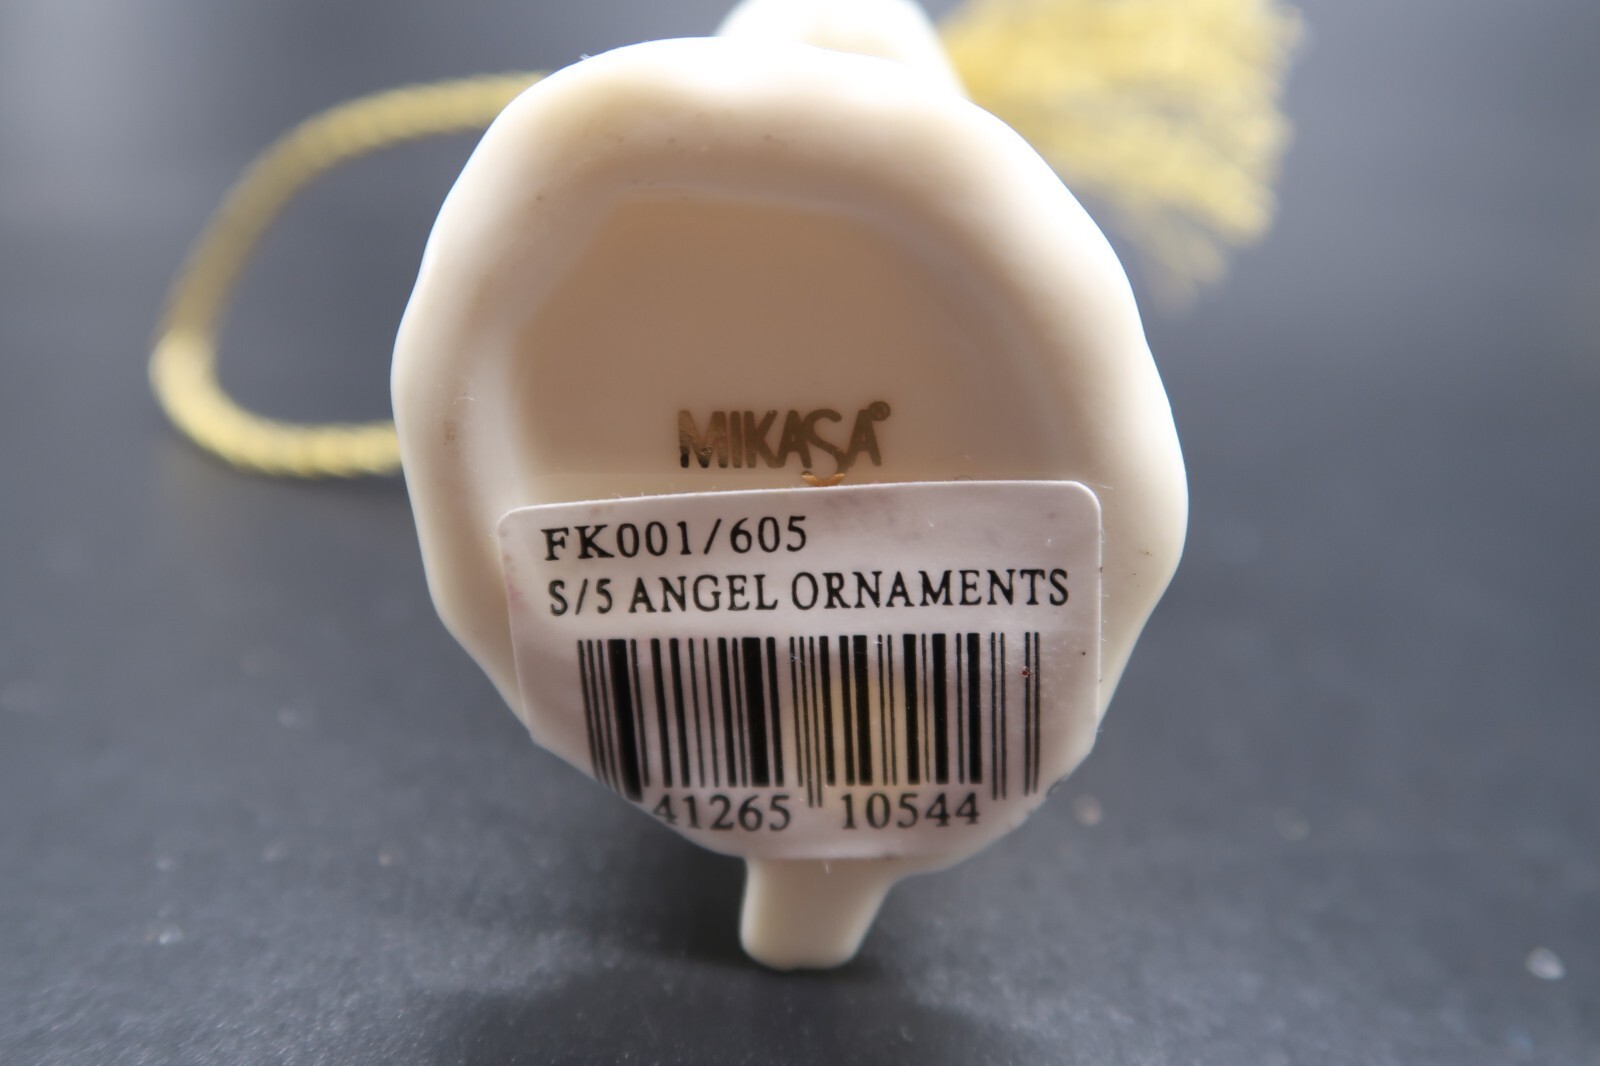 MIKASA®
FK001/605
S/5 ANGEL ORNAMENTS
41265 10544